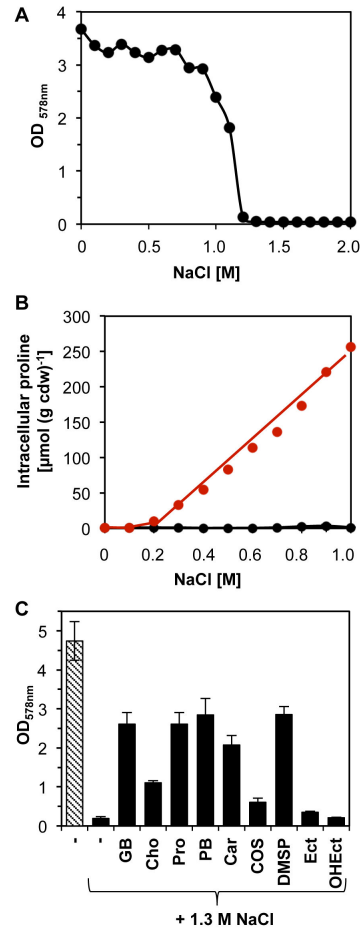 A
4
3
2
1
0
OD 578nm
0 0.5 1.0 1.5 2.0
NaCl [M]
B
300
250
200
150
100
50
0
Intracellular proline
[µmol (g cdw)-1]
0 0.2 0.4 0.6 0.8 1.0
NaCl [M]
C
5
4
3
2
1
0
OD578nm
- - GB Cho Pro PB Car COS DMSP Ect OHEct
+ 1.3 M NaCl